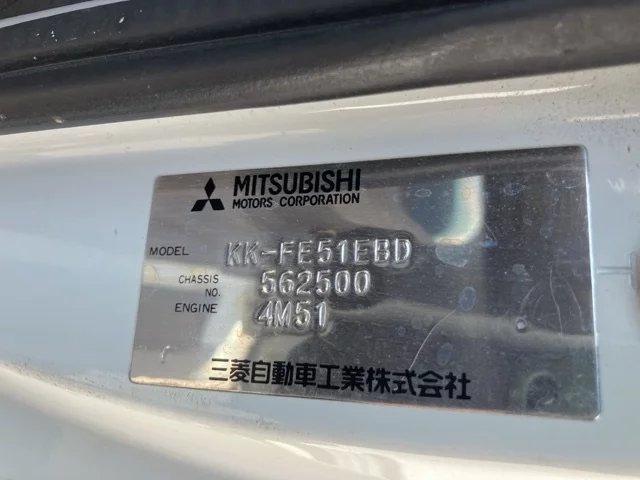 MITSUBISHI
MOTORS CORPORATION
MODEL KK-FE51EBD
CHASSIS NO. 562500
ENGINE 4M51
三菱自動車工業株式会社